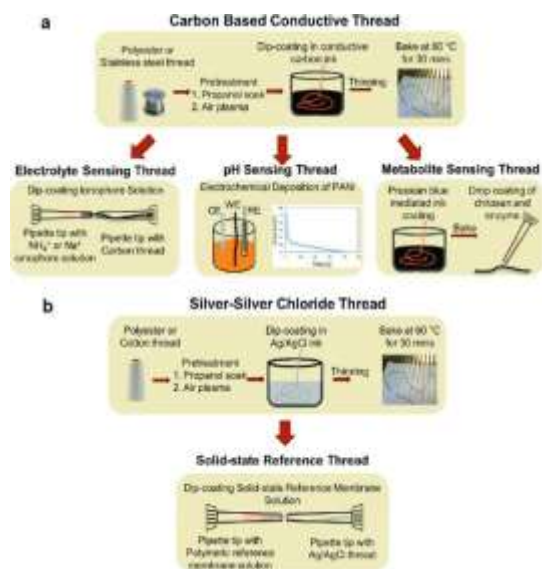 a
Carbon Based Conductive Thread
Polyester or
Stainless steel thread
Pretreatment
1. Propanol soak
2. Air plasma
Dip-coating in conductive
carbon ink
Thinning
Bake at
for 30 mins
Electrolyte Sensing Thread
Dip-coating Ionophore Solution
Pipette tip with
NH₄⁺ or Na⁺
ionophore solution
Pipette tip with
Carbon thread
pH Sensing Thread
Electrochemical Deposition of PANI
CE
WE
RE
Metabolite Sensing Thread
Prussain blue
mediated ink
coating
Bake
Drop coating of
chitosan and
enzyme
b
Silver-Silver Chloride Thread
Polyester or
Cotton thread
Pretreatment
1. Propanol soak
2. Air plasma
Dip-coating in
Ag/AgCl ink
Thinning
Bake at
for 30 mins
Solid-state Reference Thread
Dip-coating Solid-state Reference Membrane
Solution
Pipette tip with
Polymeric reference
membrane solution
Pipette tip with
Ag/AgCl thread